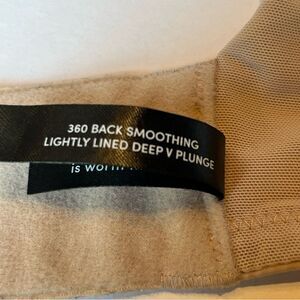 360 BACK SMOOTHING
LIGHTLY LINED DEEP V PLUNGE
is worth